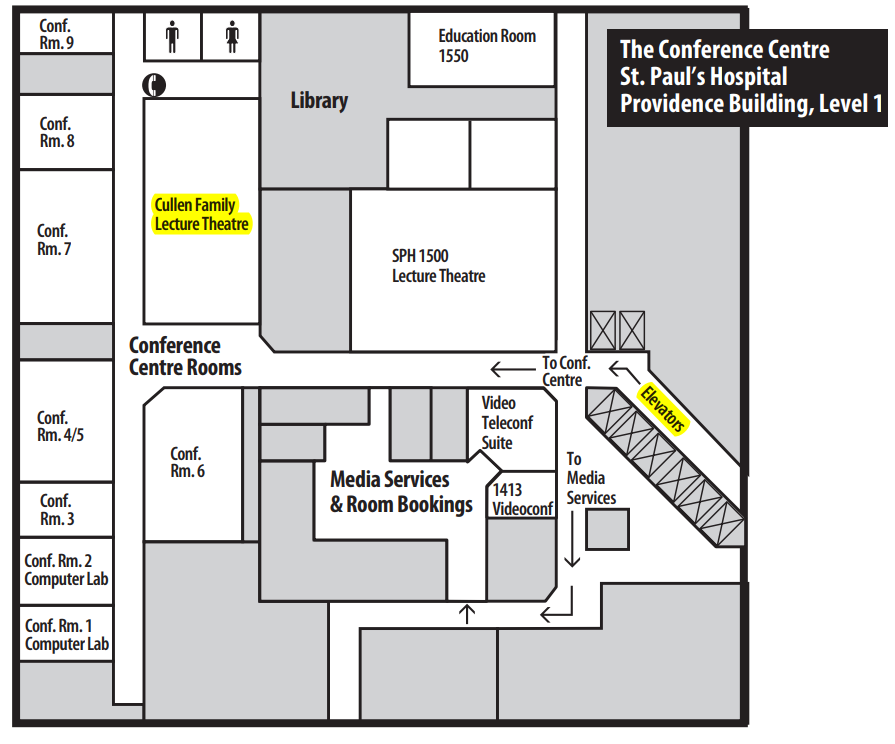 Conf.
Rm. 9
Education Room
1550
The Conference Centre
St. Paul's Hospital
Providence Building, Level 1
Library
Conf.
Rm. 8
Cullen Family
Lecture Theatre
Conf.
Rm. 7
SPH 1500
Lecture Theatre
Conference
Centre Rooms
To Conf.
Centre
Elevators
Conf.
Rm. 4/5
Conf.
Rm. 6
Video
Teleconf
Suite
Media Services
& Room Bookings
To
Media
Services
1413
Videoconf
Conf.
Rm. 3
Conf. Rm. 2
Computer Lab
Conf. Rm. 1
Computer Lab